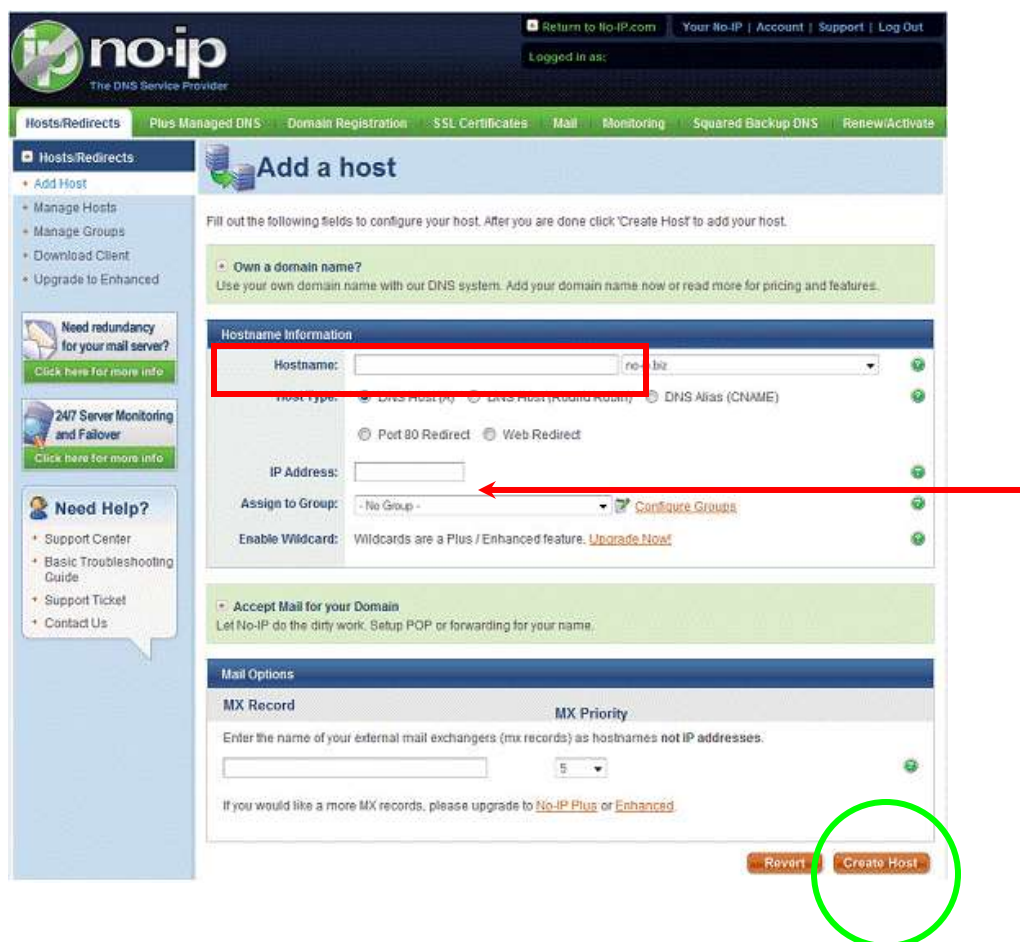 Return to No-IP.com Your No-IP | Account | Support | Log Out
no-ip
The DNS Service Provider
Logged in as:
Hosts/Redirects Plus Managed DNS Domain Registration SSL Certificates Mail Monitoring Squared Backup DNS Renew/Activate
Hosts/Redirects
Add Host
Manage Hosts
Manage Groups
Download Client
Upgrade to Enhanced
Need redundancy
for your mail server?
Click here for more info
24/7 Server Monitoring
and Failover
Click here for more info
Need Help?
Support Center
Basic Troubleshooting
Guide
Support Ticket
Contact Us
Add a host
Fill out the following fields to configure your host. After you are done click 'Create Host' to add your host.
Own a domain name?
Use your own domain name with our DNS system. Add your domain name now or read more for pricing and features.
Hostname Information
Hostname: .biz
Host Type: DNS Host (A) DNS Host (Round Robin) DNS Alias (CNAME)
Port 80 Redirect Web Redirect
IP Address:
Assign to Group: - No Group - Configure Groups
Enable Wildcard: Wildcards are a Plus / Enhanced feature. Upgrade Now!
Accept Mail for your Domain
Let No-IP do the dirty work. Setup POP or forwarding for your name.
Mail Options
MX Record MX Priority
Enter the name of your external mail exchangers (mx records) as hostnames not IP addresses.
5
If you would like a more MX records, please upgrade to No-IP Plus or Enhanced.
Revert Create Host